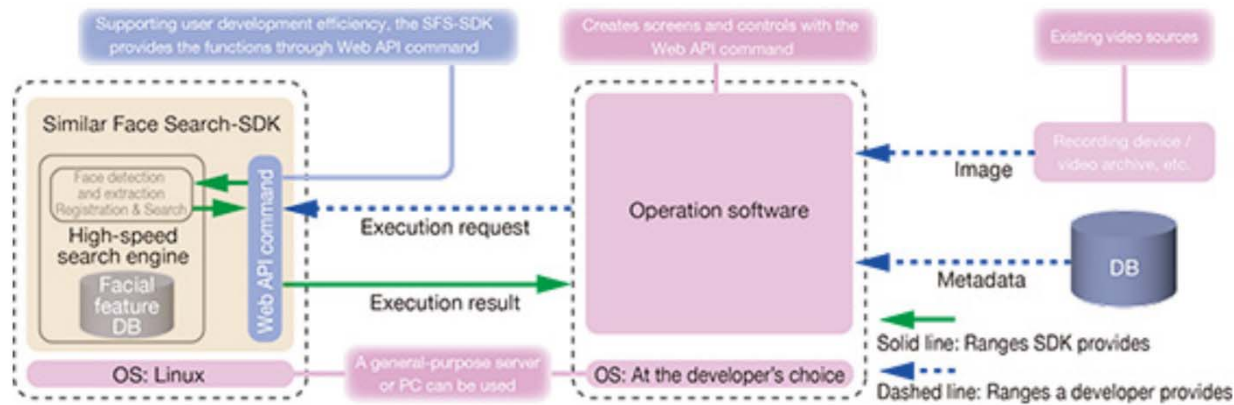 Supporting user development efficiency, the SFS-SDK
provides the functions through Web API command
Creates screens and controls with the
Web API command
Existing video sources
Similar Face Search-SDK
Face detection
and extraction
Registration & Search
High-speed
search engine
Facial
feature
DB
Web API command
OS: Linux
Execution request
Execution result
A general-purpose server
or PC can be used
Operation software
OS: At the developer's choice
Recording device /
video archive, etc.
Image
Metadata
DB
Solid line: Ranges SDK provides
Dashed line: Ranges a developer provides